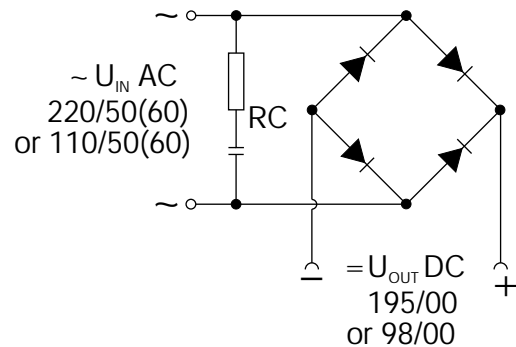 ~
~ U_IN AC
220/50(60)
or 110/50(60)
RC
~
− = U_OUT DC +
195/00
or 98/00